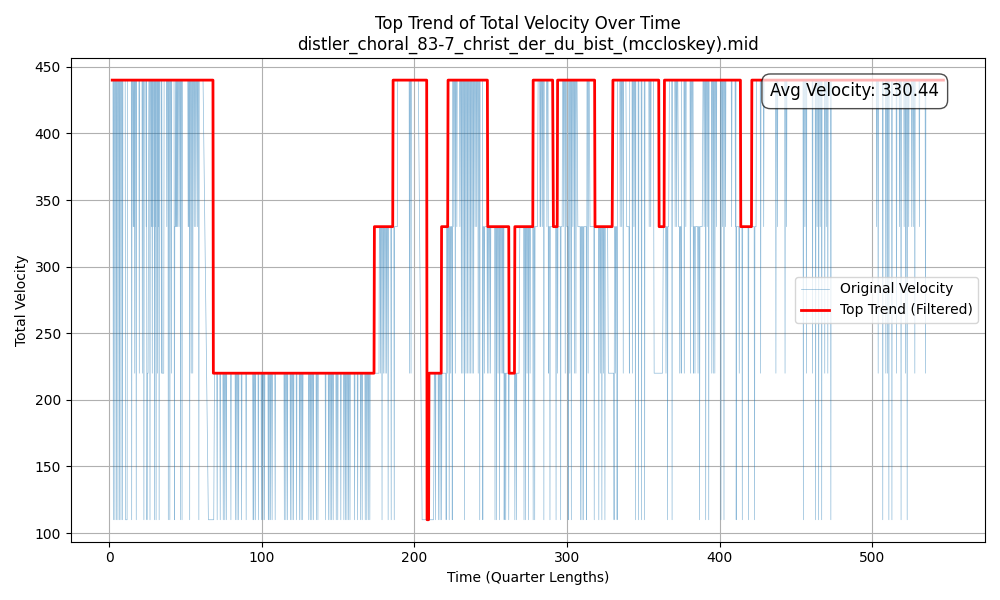 Top Trend of Total Velocity Over Time
distler_choral_83-7_christ_der_du_bist_(mccloskey).mid
Avg Velocity: 330.44
Total Velocity
450
400
350
300
250
200
150
100
Original Velocity
Top Trend (Filtered)
0 100 200 300 400 500
Time (Quarter Lengths)